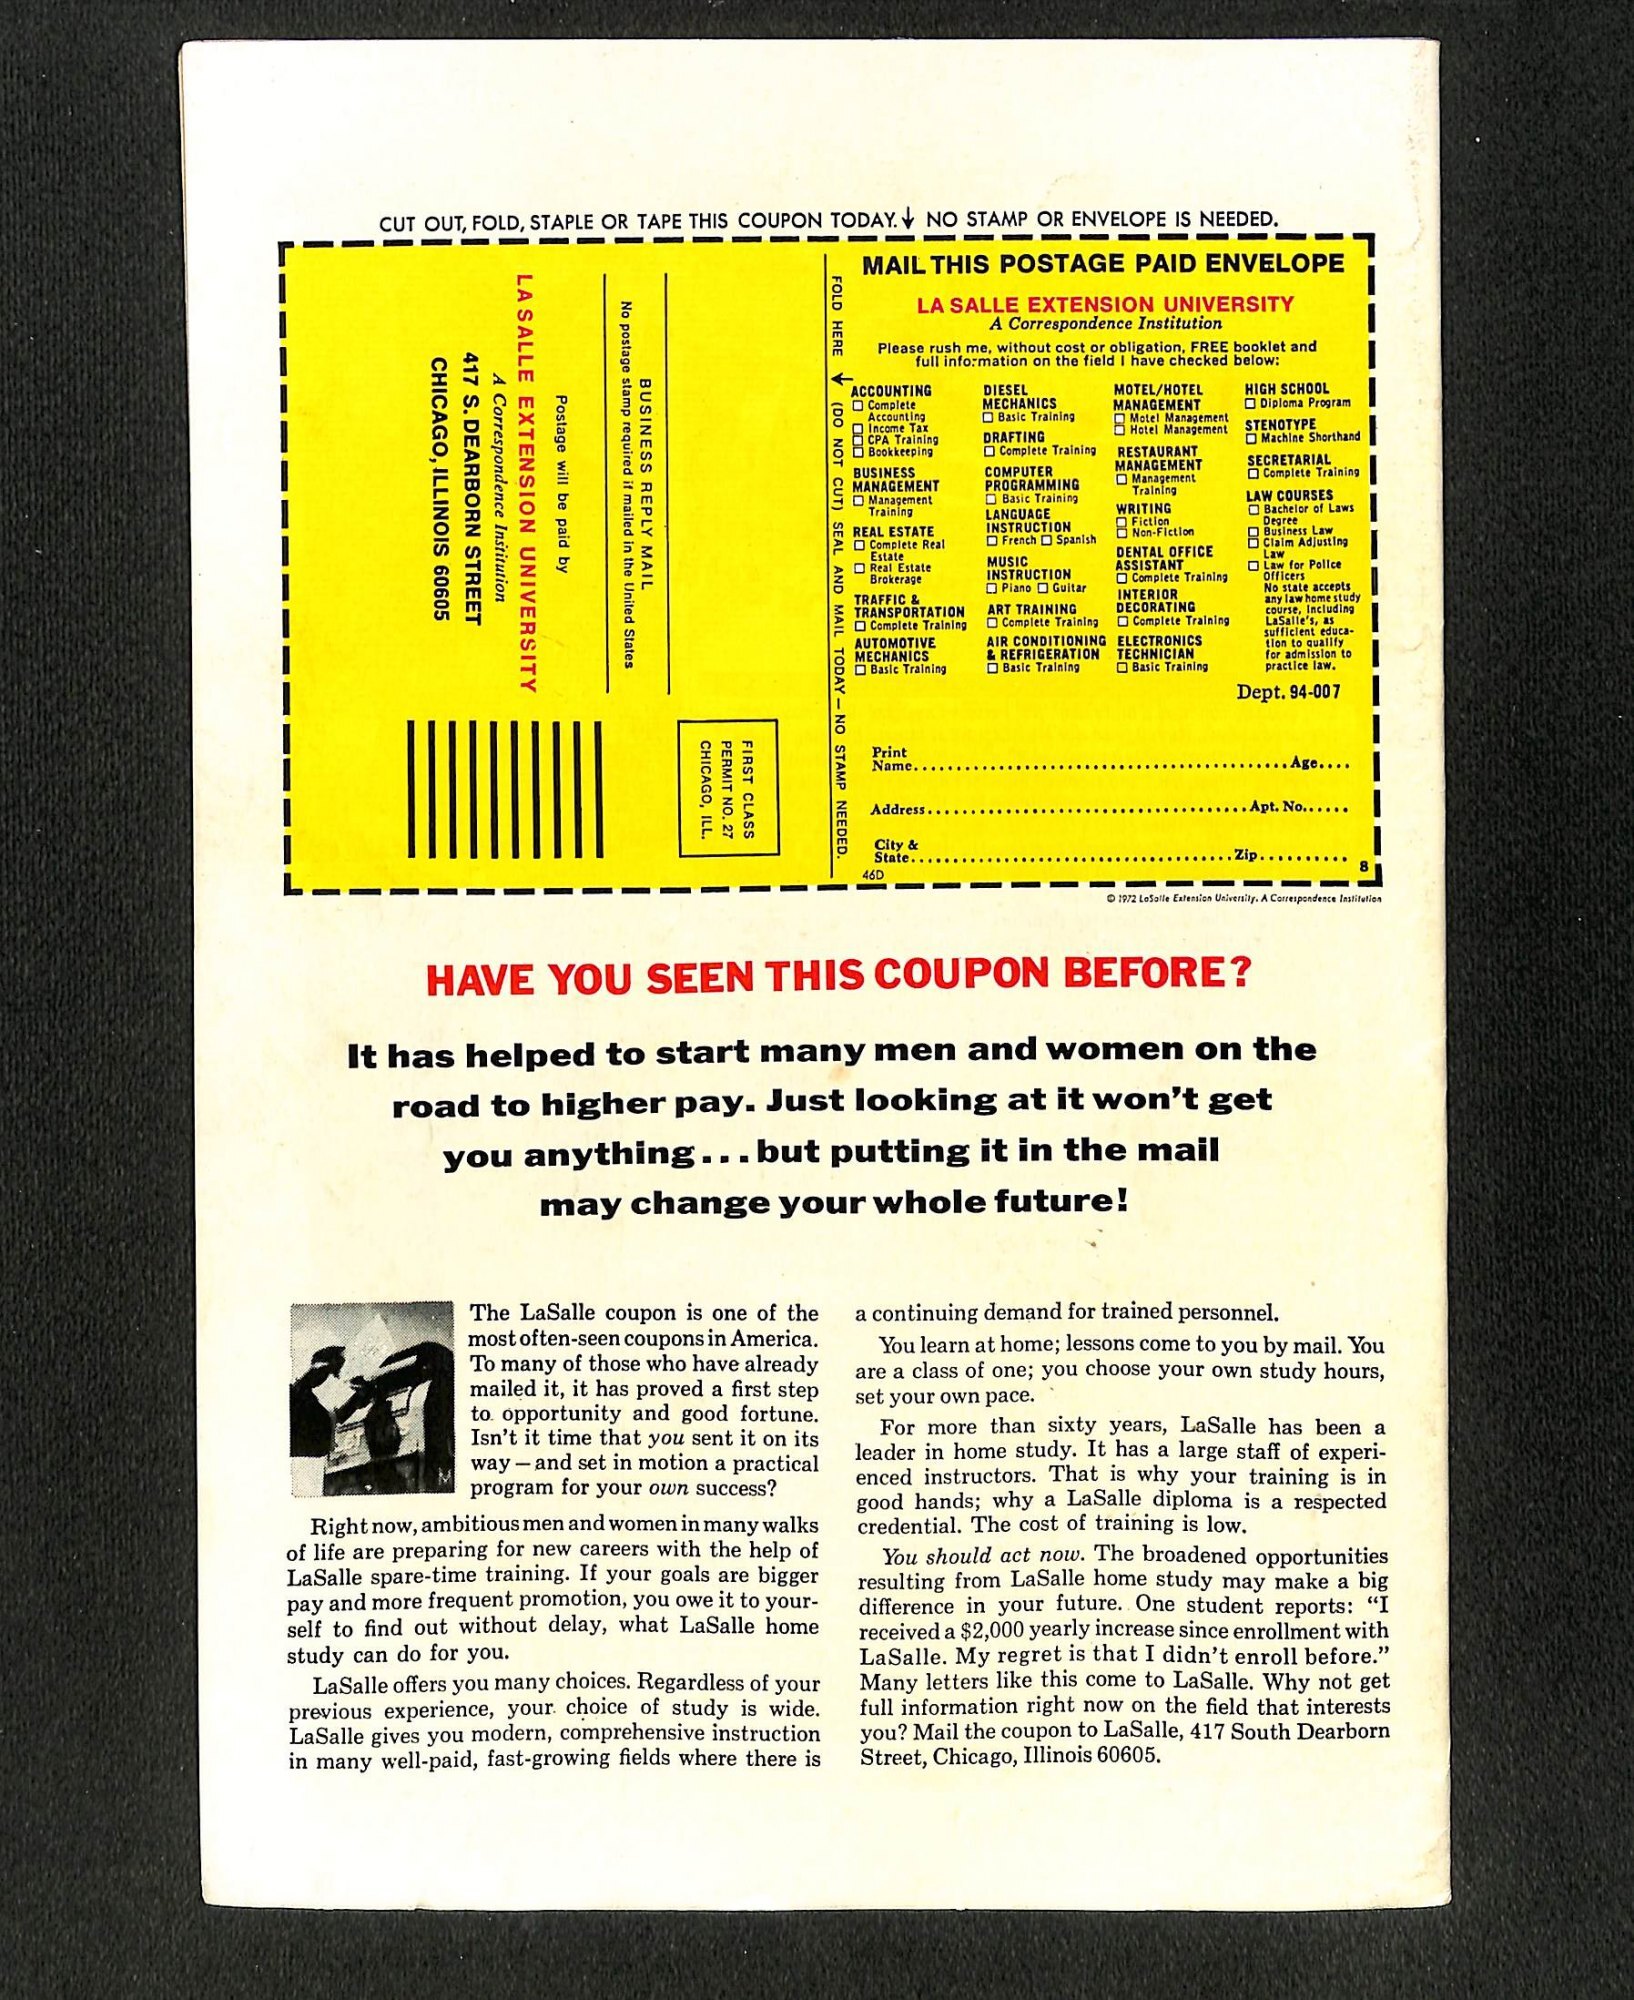 CUT OUT, FOLD, STAPLE OR TAPE THIS COUPON TODAY.↓ NO STAMP OR ENVELOPE IS NEEDED.
BUSINESS REPLY MAIL
No postage stamp required if mailed in the United States
Postage will be paid by
LA SALLE EXTENSION UNIVERSITY
A Correspondence Institution
417 S. DEARBORN STREET
CHICAGO, ILLINOIS 60605
FIRST CLASS
PERMIT NO. 27
CHICAGO, ILL.
FOLD HERE ← (DO NOT CUT) SEAL AND MAIL TODAY — NO STAMP NEEDED.
MAIL THIS POSTAGE PAID ENVELOPE
LA SALLE EXTENSION UNIVERSITY
A Correspondence Institution
Please rush me, without cost or obligation, FREE booklet and
full information on the field I have checked below:
ACCOUNTING
☐ Complete
Accounting
☐ Income Tax
☐ CPA Training
☐ Bookkeeping
BUSINESS
MANAGEMENT
☐ Management
Training
REAL ESTATE
☐ Complete Real
Estate
☐ Real Estate
Brokerage
TRAFFIC &
TRANSPORTATION
☐ Complete Training
AUTOMOTIVE
MECHANICS
☐ Basic Training
DIESEL
MECHANICS
☐ Basic Training
DRAFTING
☐ Complete Training
COMPUTER
PROGRAMMING
☐ Basic Training
LANGUAGE
INSTRUCTION
☐ French ☐ Spanish
MUSIC
INSTRUCTION
☐ Piano ☐ Guitar
ART TRAINING
☐ Complete Training
AIR CONDITIONING
& REFRIGERATION
☐ Basic Training
MOTEL/HOTEL
MANAGEMENT
☐ Motel Management
☐ Hotel Management
RESTAURANT
MANAGEMENT
☐ Management
Training
WRITING
☐ Fiction
☐ Non-Fiction
DENTAL OFFICE
ASSISTANT
☐ Complete Training
INTERIOR
DECORATING
☐ Complete Training
ELECTRONICS
TECHNICIAN
☐ Basic Training
HIGH SCHOOL
☐ Diploma Program
STENOTYPE
☐ Machine Shorthand
SECRETARIAL
☐ Complete Training
LAW COURSES
☐ Bachelor of Laws
Degree
☐ Business Law
☐ Claim Adjusting
Law
☐ Law for Police
Officers
No state accepts
any law home study
course, including
LaSalle's, as
sufficient educa-
tion to qualify
for admission to
practice law.
Dept. 94-007
Print
Name............................................Age....
Address......................................Apt. No......
City &
State......................................Zip...........
46D
8
© 1972 LaSalle Extension University. A Correspondence Institution
HAVE YOU SEEN THIS COUPON BEFORE?
It has helped to start many men and women on the
road to higher pay. Just looking at it won't get
you anything...but putting it in the mail
may change your whole future!
The LaSalle coupon is one of the
most often-seen coupons in America.
To many of those who have already
mailed it, it has proved a first step
to opportunity and good fortune.
Isn't it time that you sent it on its
way — and set in motion a practical
program for your own success?
Right now, ambitious men and women in many walks
of life are preparing for new careers with the help of
LaSalle spare-time training. If your goals are bigger
pay and more frequent promotion, you owe it to your-
self to find out without delay, what LaSalle home
study can do for you.
LaSalle offers you many choices. Regardless of your
previous experience, your choice of study is wide.
LaSalle gives you modern, comprehensive instruction
in many well-paid, fast-growing fields where there is
a continuing demand for trained personnel.
You learn at home; lessons come to you by mail. You
are a class of one; you choose your own study hours,
set your own pace.
For more than sixty years, LaSalle has been a
leader in home study. It has a large staff of experi-
enced instructors. That is why your training is in
good hands; why a LaSalle diploma is a respected
credential. The cost of training is low.
You should act now. The broadened opportunities
resulting from LaSalle home study may make a big
difference in your future. One student reports: "I
received a $2,000 yearly increase since enrollment with
LaSalle. My regret is that I didn't enroll before."
Many letters like this come to LaSalle. Why not get
full information right now on the field that interests
you? Mail the coupon to LaSalle, 417 South Dearborn
Street, Chicago, Illinois 60605.